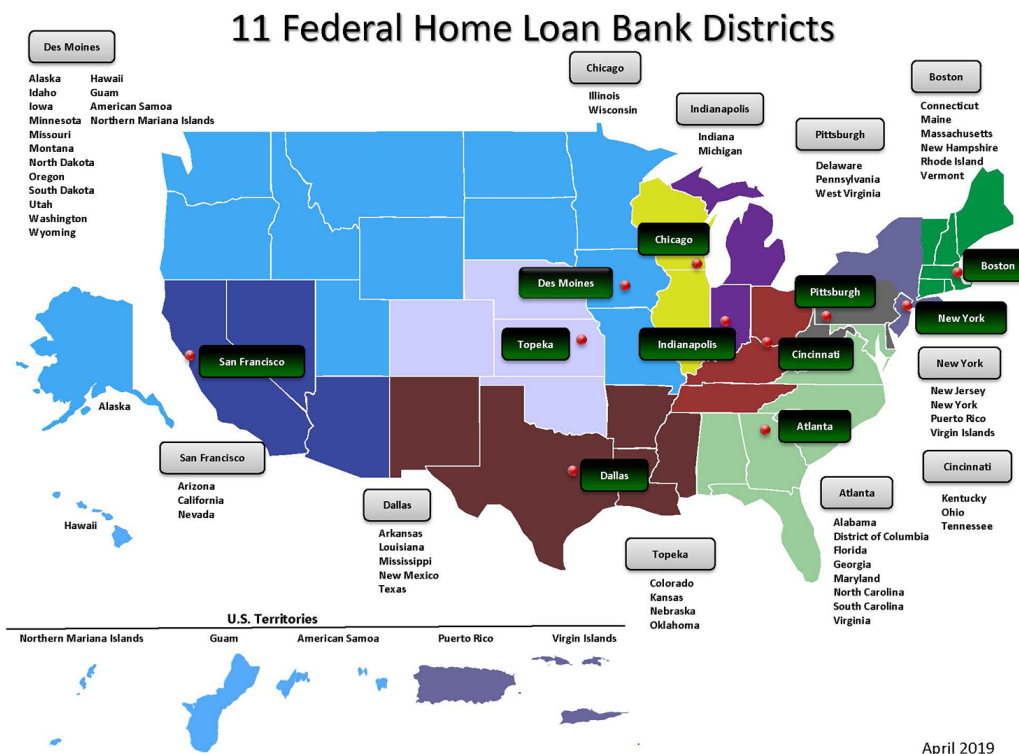 11 Federal Home Loan Bank Districts
Des Moines
Alaska
Idaho
Iowa
Minnesota
Missouri
Montana
North Dakota
Oregon
South Dakota
Utah
Washington
Wyoming
Hawaii
Guam
American Samoa
Northern Mariana Islands
Chicago
Illinois
Wisconsin
Indianapolis
Indiana
Michigan
Pittsburgh
Delaware
Pennsylvania
West Virginia
Boston
Connecticut
Maine
Massachusetts
New Hampshire
Rhode Island
Vermont
Chicago
Des Moines
Topeka
Indianapolis
Pittsburgh
Boston
New York
Cincinnati
San Francisco
Atlanta
Dallas
Alaska
Hawaii
New York
New Jersey
New York
Puerto Rico
Virgin Islands
San Francisco
Arizona
California
Nevada
Dallas
Arkansas
Louisiana
Mississippi
New Mexico
Texas
Topeka
Colorado
Kansas
Nebraska
Oklahoma
Atlanta
Alabama
District of Columbia
Florida
Georgia
Maryland
North Carolina
South Carolina
Virginia
Cincinnati
Kentucky
Ohio
Tennessee
U.S. Territories
Northern Mariana Islands
Guam
American Samoa
Puerto Rico
Virgin Islands
April 2019